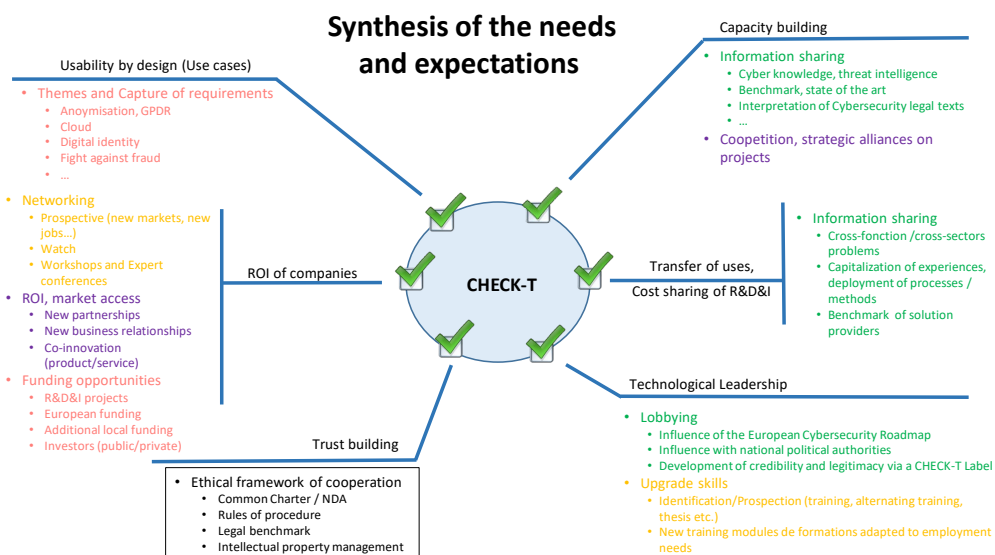 Synthesis of the needs
and expectations
Usability by design (Use cases)
• Themes and Capture of requirements
• Anoymisation, GPDR
• Cloud
• Digital identity
• Fight against fraud
• …
• Networking
• Prospective (new markets, new
jobs…)
• Watch
• Workshops and Expert
conferences
• ROI, market access
• New partnerships
• New business relationships
• Co-innovation
(product/service)
• Funding opportunities
• R&D&I projects
• European funding
• Additional local funding
• Investors (public/private)
ROI of companies
Trust building
• Ethical framework of cooperation
• Common Charter / NDA
• Rules of procedure
• Legal benchmark
• Intellectual property management
CHECK-T
Capacity building
• Information sharing
• Cyber knowledge, threat intelligence
• Benchmark, state of the art
• Interpretation of Cybersecurity legal texts
• …
• Coopetition, strategic alliances on
projects
Transfer of uses,
Cost sharing of R&D&I
• Information sharing
• Cross-fonction /cross-sectors
problems
• Capitalization of experiences,
deployment of processes /
methods
• Benchmark of solution
providers
Technological Leadership
• Lobbying
• Influence of the European Cybersecurity Roadmap
• Influence with national political authorities
• Development of credibility and legitimacy via a CHECK-T Label
• Upgrade skills
• Identification/Prospection (training, alternating training,
thesis etc.)
• New training modules de formations adapted to employment
needs